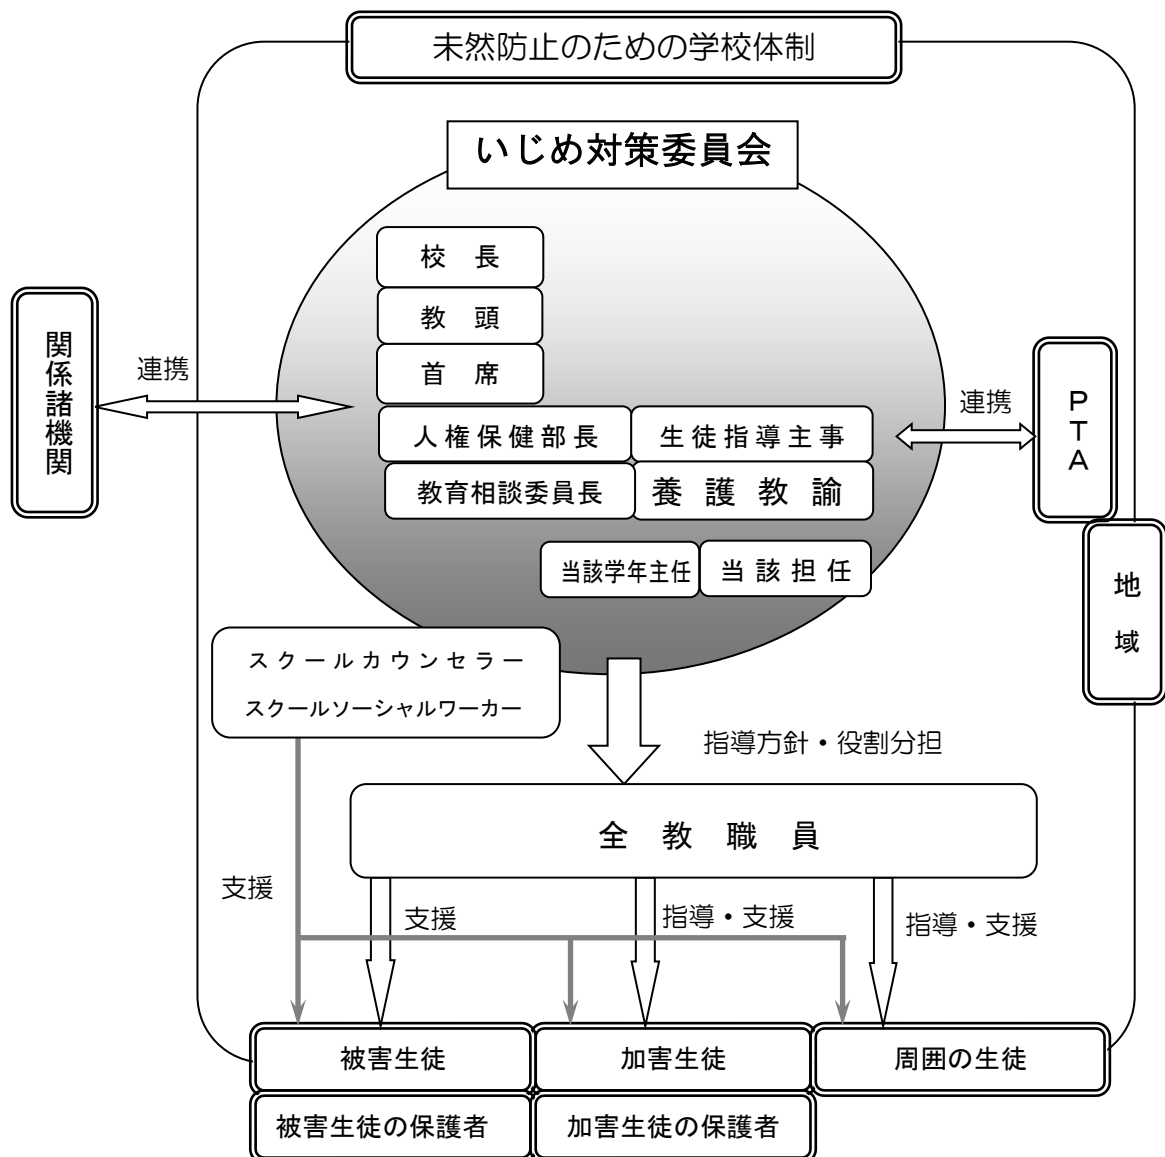 未然防止のための学校体制
いじめ対策委員会
校 長
教 頭
首 席
人権保健部長
生徒指導主事
教育相談委員長
養護教諭
当該学年主任
当該担任
関係諸機関
連携
連携
PTA
地域
スクールカウンセラー
スクールソーシャルワーカー
指導方針・役割分担
全教職員
支援
支援
指導・支援
指導・支援
被害生徒
加害生徒
周囲の生徒
被害生徒の保護者
加害生徒の保護者